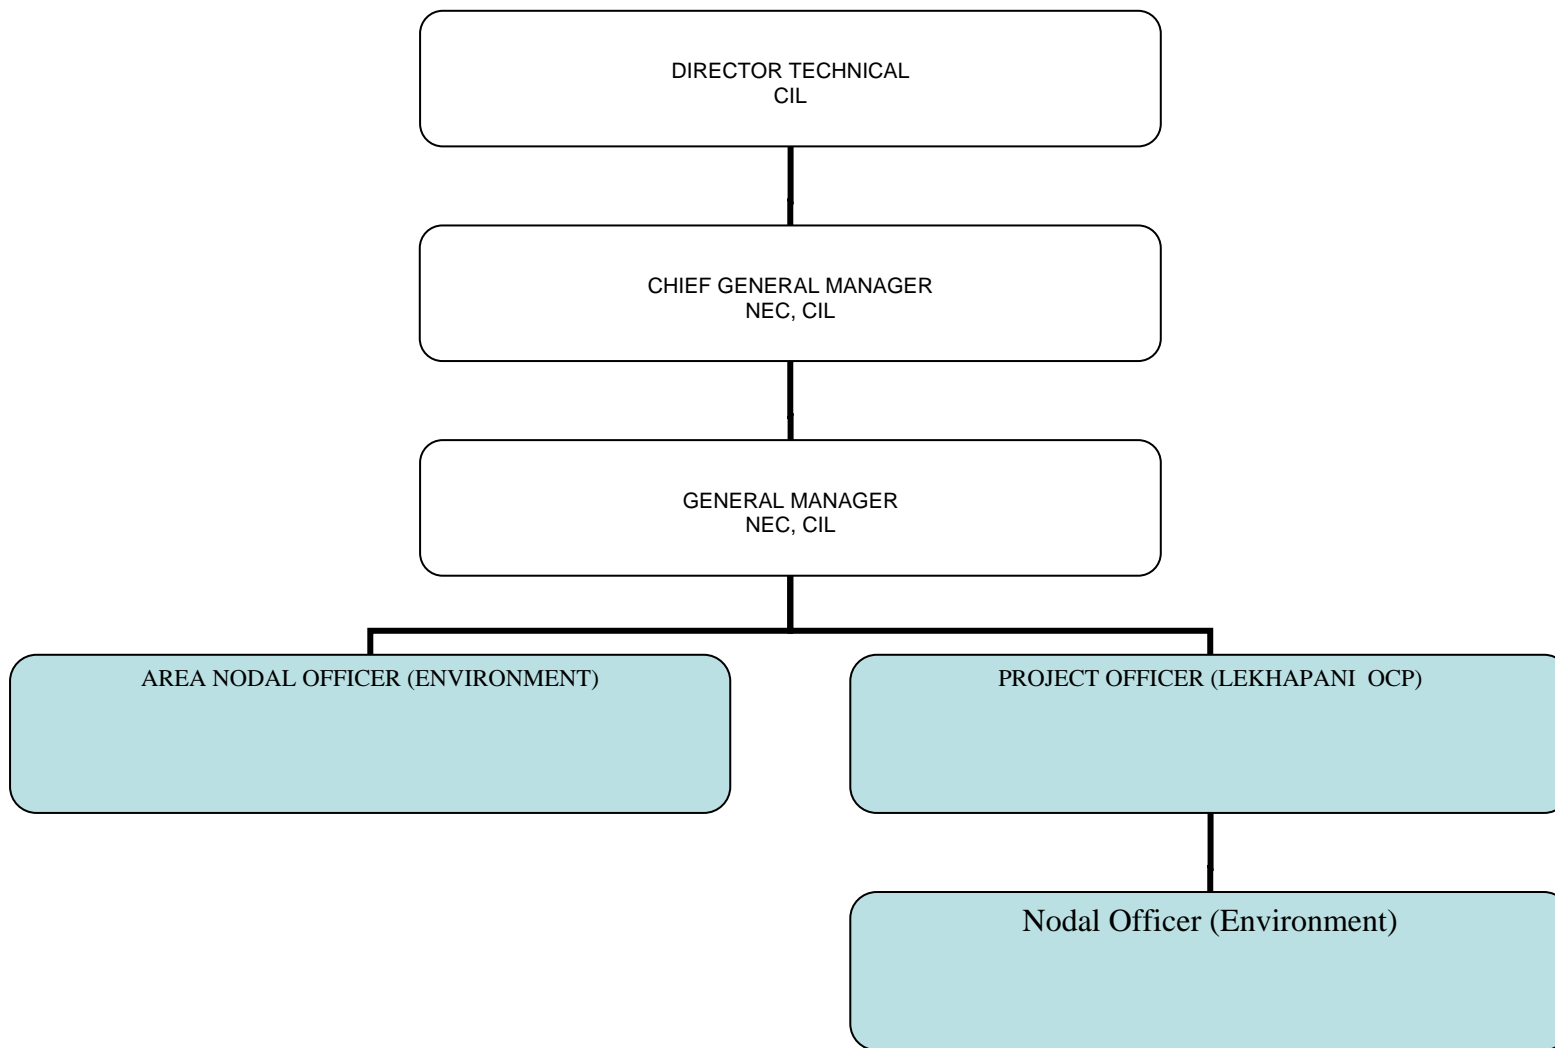 DIRECTOR TECHNICAL
CIL
CHIEF GENERAL MANAGER
NEC, CIL
GENERAL MANAGER
NEC, CIL
AREA NODAL OFFICER (ENVIRONMENT)
PROJECT OFFICER (LEKHAPANI  OCP)
Nodal Officer (Environment)